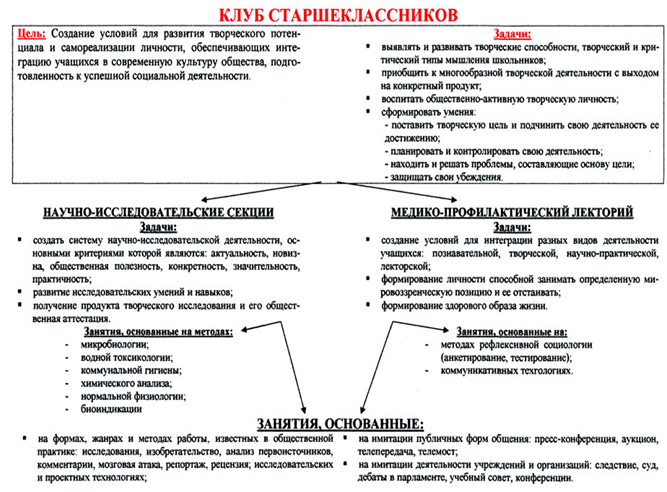 КЛУБ СТАРШЕКЛАССНИКОВ
Цель: Создание условий для развития творческого потен-
циала и самореализации личности, обеспечивающих инте-
грацию учащихся в современную культуру общества, подго-
товленность к успешной социальной деятельности.
Задачи:
▪ выявлять и развивать творческие способности, творческий и кри-
тический типы мышления школьников;
▪ приобщить к многообразной творческой деятельности с выходом
на конкретный продукт;
▪ воспитать общественно-активную творческую личность;
▪ сформировать умения:
- поставить творческую цель и подчинить свою деятельность ее
достижению;
- планировать и контролировать свою деятельность;
- находить и решать проблемы, составляющие основу цели;
- защищать свои убеждения.
НАУЧНО-ИССЛЕДОВАТЕЛЬСКИЕ СЕКЦИИ
Задачи:
▪ создать систему научно-исследовательской деятельности, ос-
новными критериями которой являются: актуальность, новиз-
на, общественная полезность, конкретность, значительность,
практичность;
▪ развитие исследовательских умений и навыков;
▪ получение продукта творческого исследования и его общест-
венная аттестация.
Занятия, основанные на методах:
- микробиологии;
- водной токсикологии;
- коммунальной гигиены;
- химического анализа;
- нормальной физиологии;
- биоиндикации
МЕДИКО-ПРОФИЛАКТИЧЕСКИЙ ЛЕКТОРИЙ
Задачи:
▪ создание условий для интеграции разных видов деятельности
учащихся: познавательной, творческой, научно-практической,
лекторской;
▪ формирование личности способной занимать определенную ми-
ровоззренческую позицию и ее отстаивать;
▪ формирование здорового образа жизни.
Занятия, основанные на:
- методах рефлексивной социологии
(анкетирование, тестирование);
- коммуникативных техгологиях.
ЗАНЯТИЯ, ОСНОВАННЫЕ:
▪ на формах, жанрах и методах работы, известных в общественной
практике: исследования, изобретательство, анализ первоисточников,
комментарии, мозговая атака, репортаж, рецензия; исследовательских
и проектных технологиях;
▪ на имитации публичных форм общения: пресс-конференция, аукцион,
телепередача, телемост;
▪ на имитации деятельности учреждений и организаций: следствие, суд,
дебаты в парламенте, учебный совет, конференции.